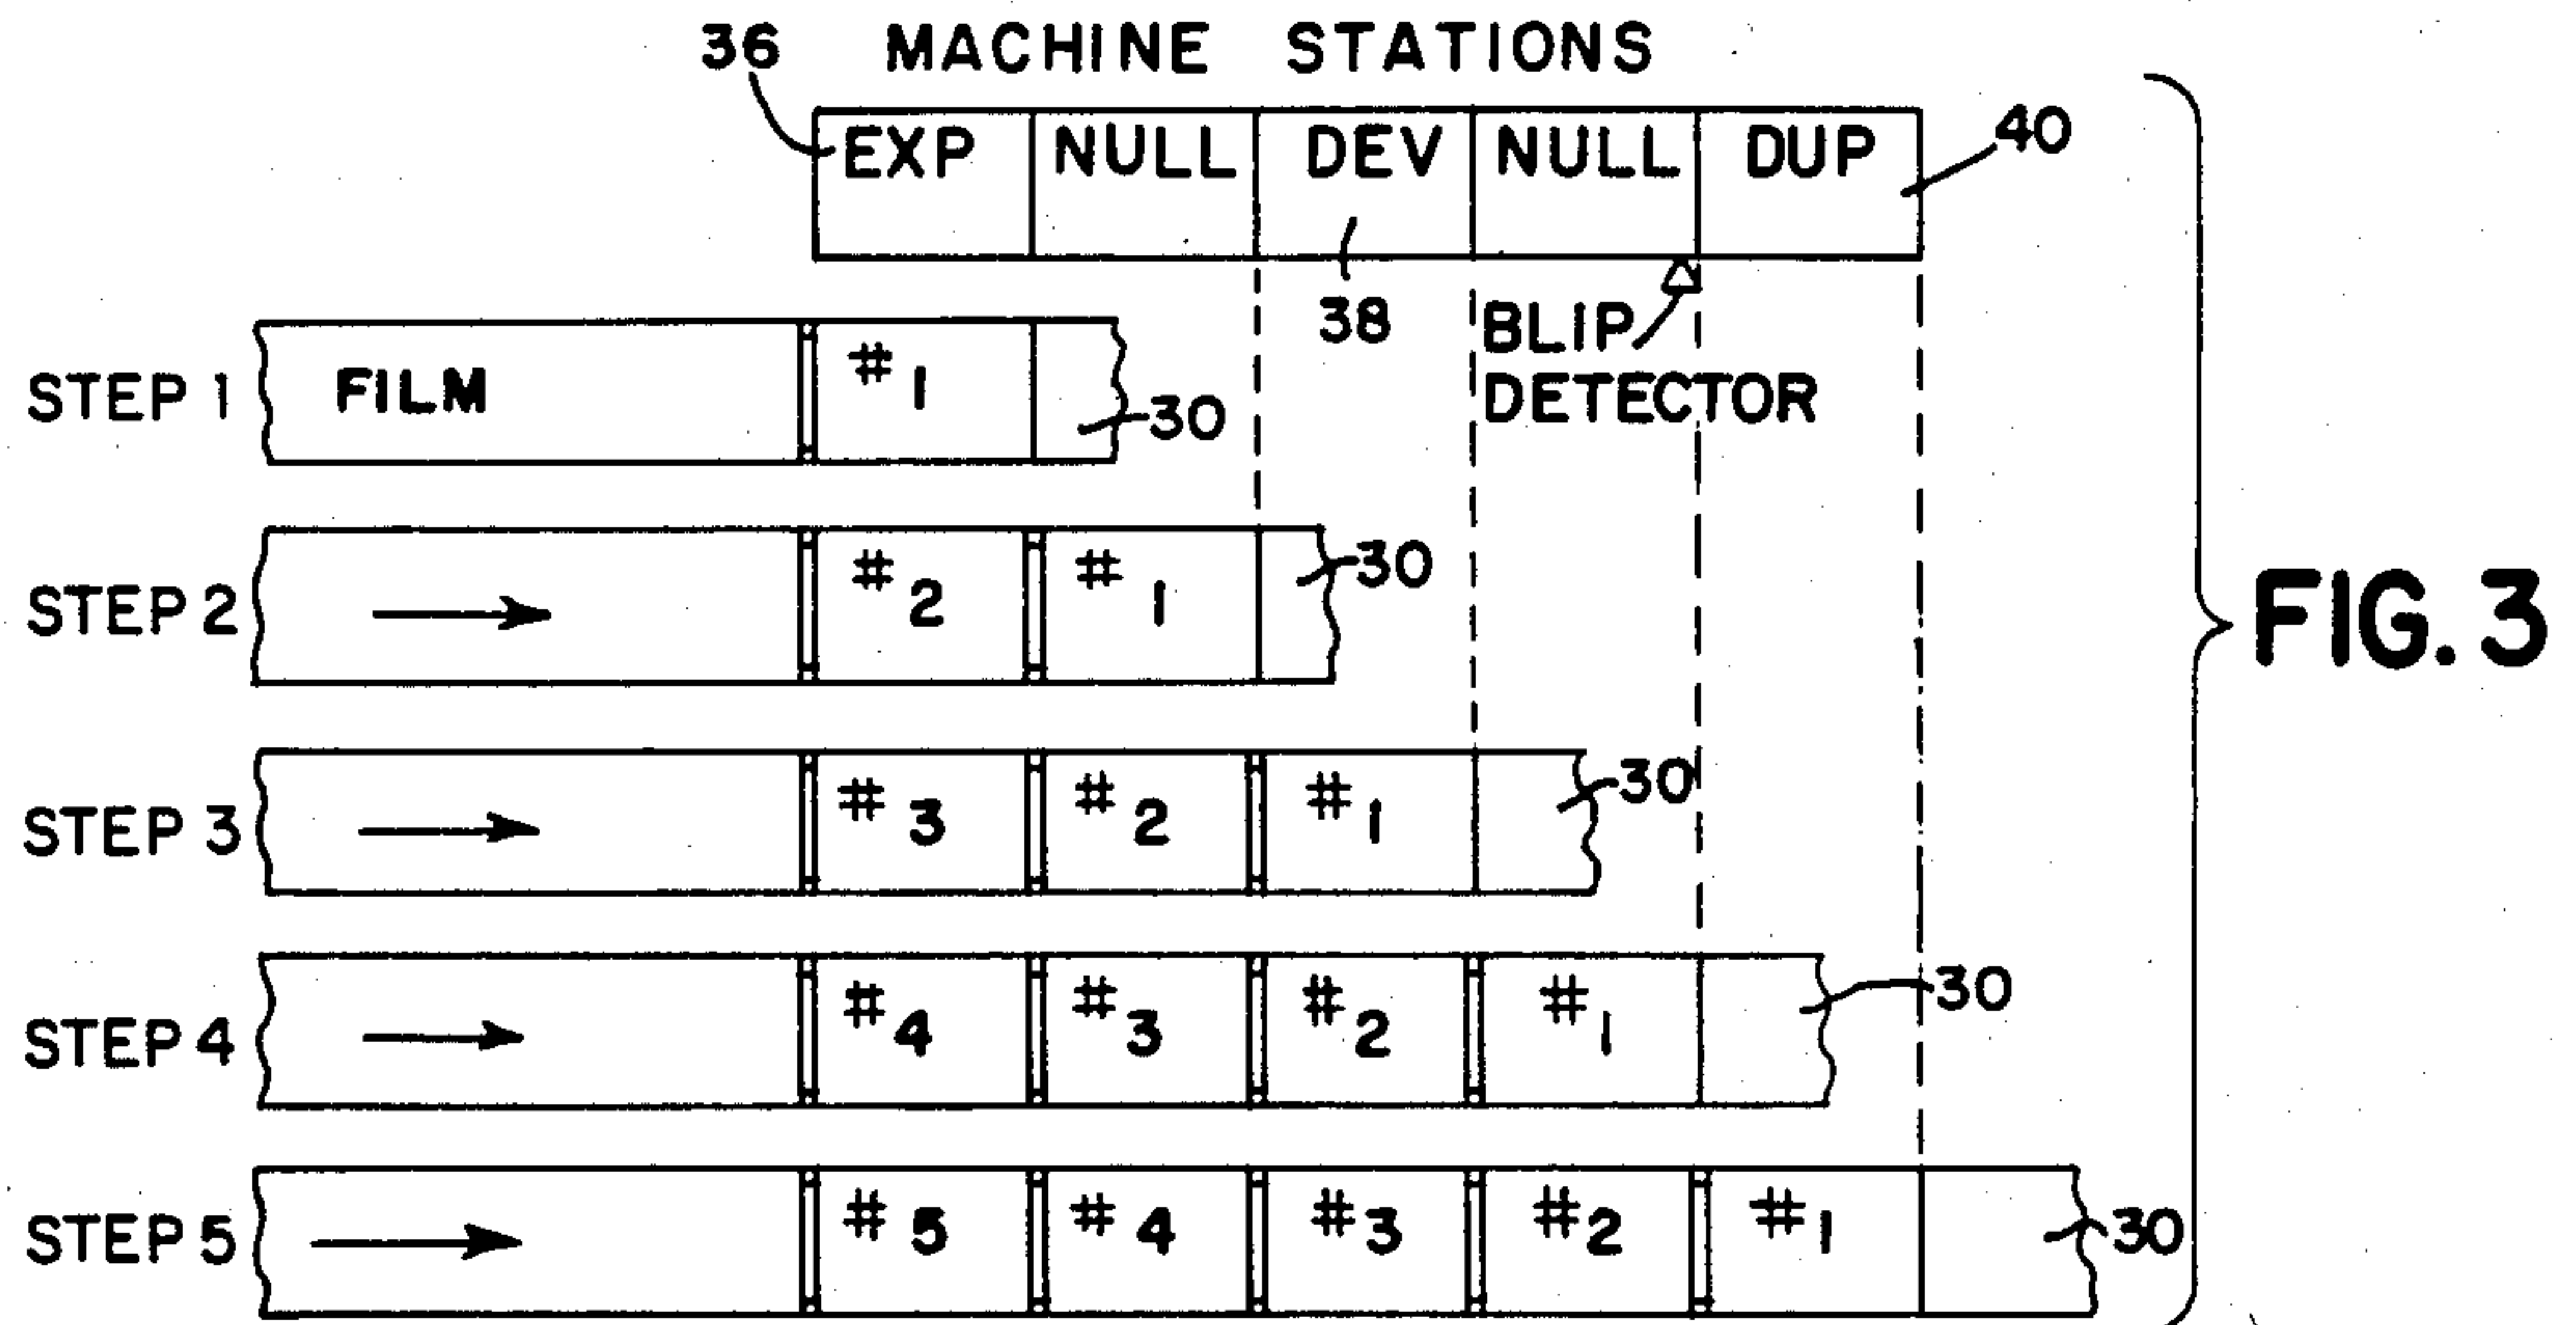 36 MACHINE STATIONS
EXP NULL DEV NULL DUP 40
38 BLIP
DETECTOR
STEP 1 FILM #1 30
STEP 2 #2 #1 30
FIG. 3
STEP 3 #3 #2 #1 30
STEP 4 #4 #3 #2 #1 30
STEP 5 #5 #4 #3 #2 #1 30